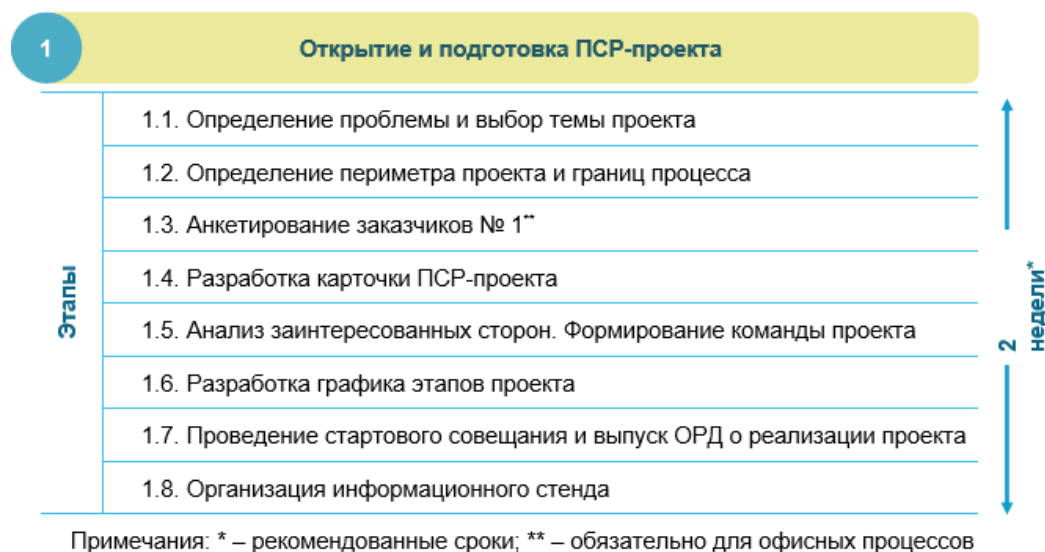 1
Открытие и подготовка ПСР-проекта
Этапы
1.1. Определение проблемы и выбор темы проекта
1.2. Определение периметра проекта и границ процесса
1.3. Анкетирование заказчиков № 1**
1.4. Разработка карточки ПСР-проекта
1.5. Анализ заинтересованных сторон. Формирование команды проекта
1.6. Разработка графика этапов проекта
1.7. Проведение стартового совещания и выпуск ОРД о реализации проекта
1.8. Организация информационного стенда
2
недели*
Примечания: * – рекомендованные сроки; ** – обязательно для офисных процессов